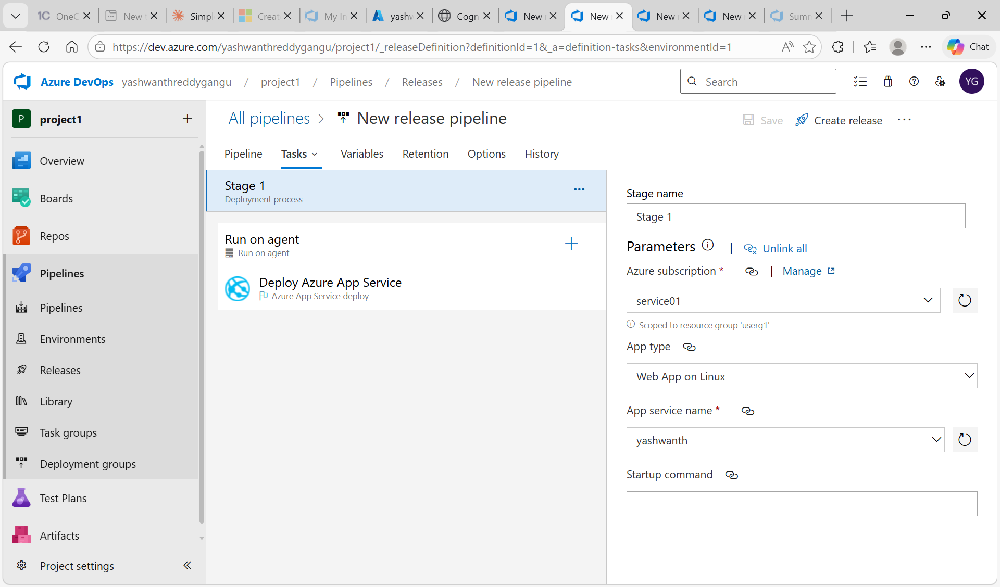 OneC
New t
Simpl
Creat
My In
yashw
Cogn
New
New
New
New
Sumr
https://dev.azure.com/yashwanthreddygangu/project1/_releaseDefinition?definitionId=1&_a=definition-tasks&environmentId=1
Chat
Azure DevOps yashwanthreddygangu / project1 / Pipelines / Releases / New release pipeline
Search
YG
P project1
Overview
Boards
Repos
Pipelines
Pipelines
Environments
Releases
Library
Task groups
Deployment groups
Test Plans
Artifacts
Project settings
All pipelines > New release pipeline
Save
Create release
Pipeline
Tasks
Variables
Retention
Options
History
Stage 1
Deployment process
Run on agent
Run on agent
Deploy Azure App Service
Azure App Service deploy
Stage name
Stage 1
Parameters | Unlink all
Azure subscription * | Manage
service01
Scoped to resource group 'userg1'
App type
Web App on Linux
App service name *
yashwanth
Startup command